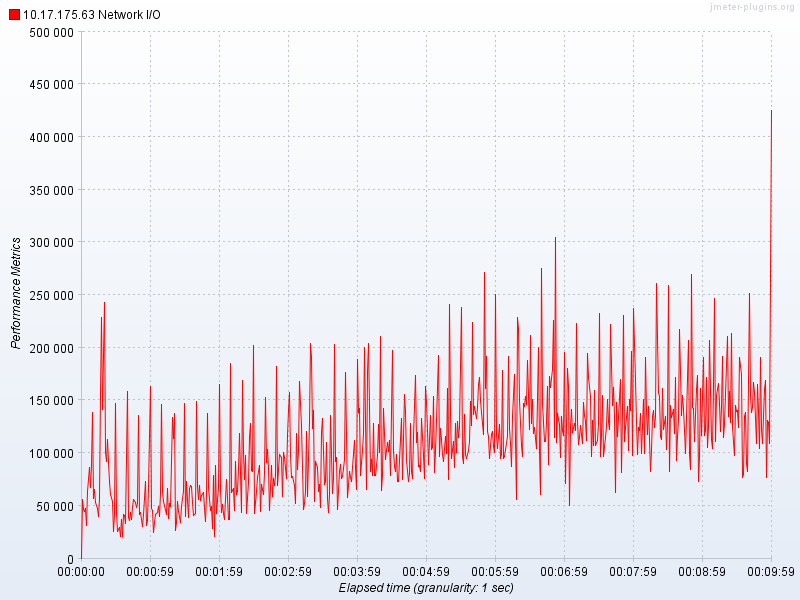 jmeter-plugins.org
10.17.175.63 Network I/O
500 000
450 000
400 000
350 000
300 000
250 000
200 000
150 000
100 000
50 000
0
Performance Metrics
00:00:00 00:00:59 00:01:59 00:02:59 00:03:59 00:04:59 00:05:59 00:06:59 00:07:59 00:08:59 00:09:59
Elapsed time (granularity: 1 sec)